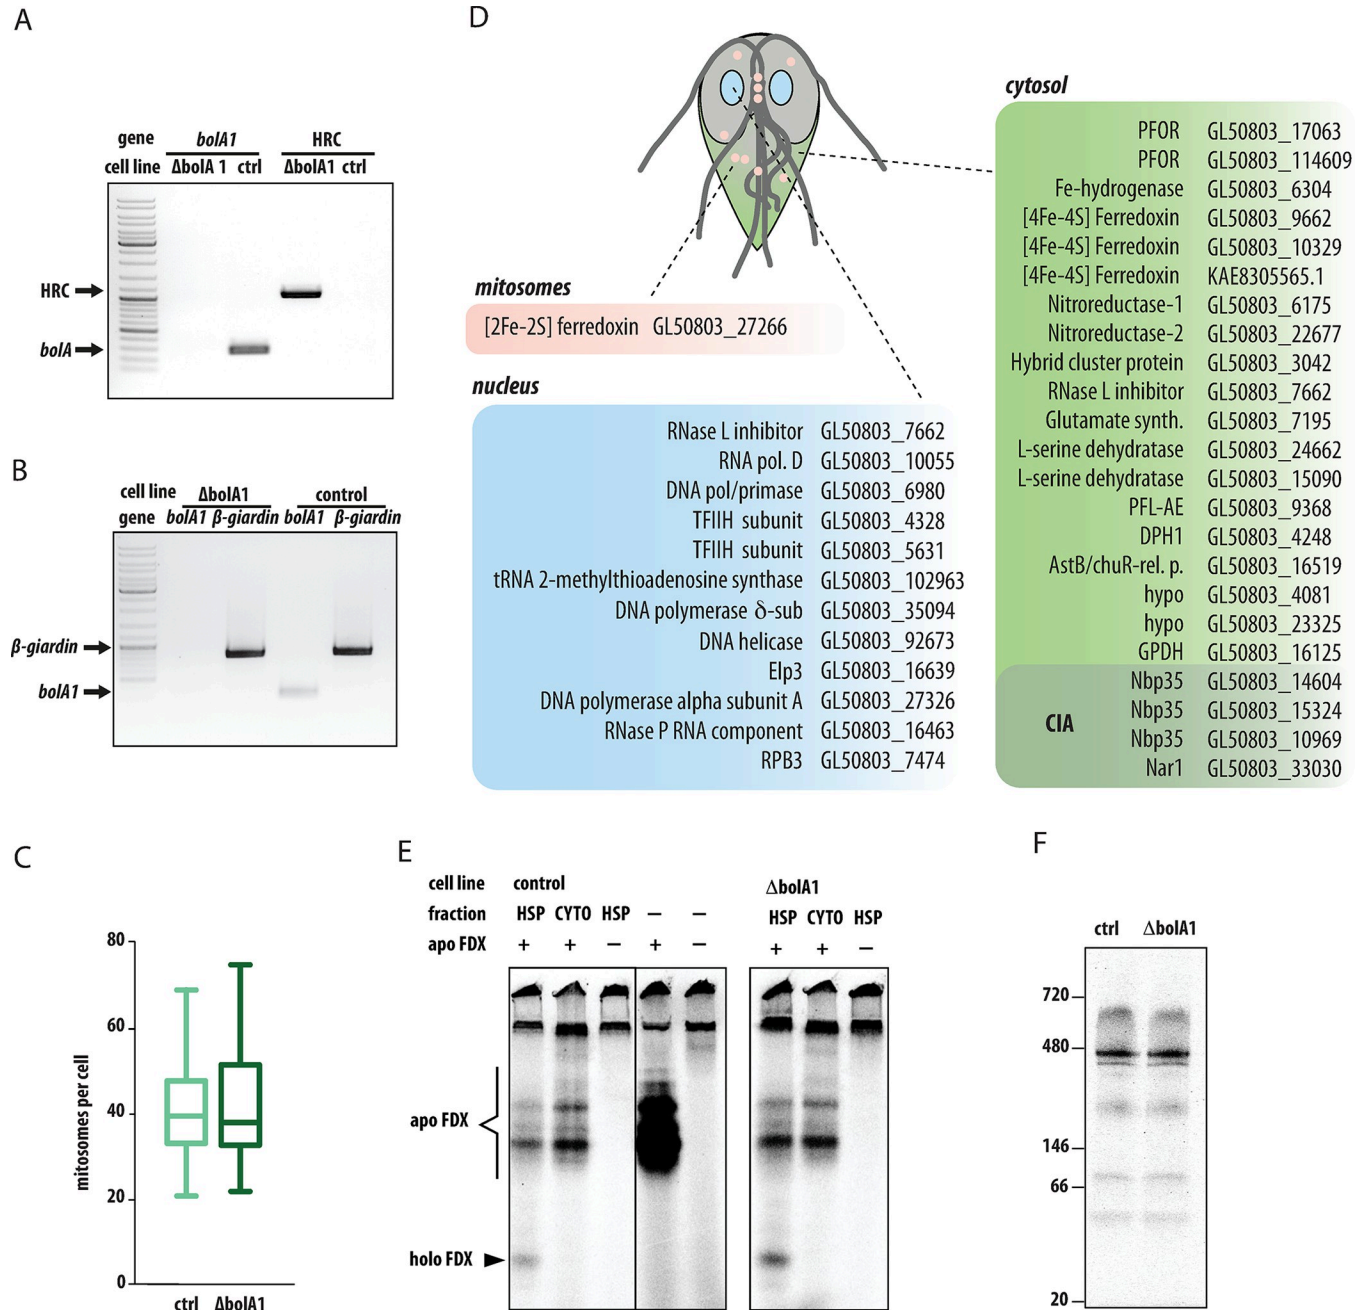 A
gene bolA1 HRC
cell line ΔbolA 1 ctrl ΔbolA1 ctrl
HRC
bolA
B
cell line ΔbolA1 control
gene bolA1 β-giardin bolA1 β-giardin
β-giardin
bolA1
C
mitosomes per cell
80
60
40
20
0
ctrl ΔbolA1
D
mitosomes
[2Fe-2S] ferredoxin GL50803_27266
nucleus
RNase L inhibitor GL50803_7662
RNA pol. D GL50803_10055
DNA pol/primase GL50803_6980
TFIIH subunit GL50803_4328
TFIIH subunit GL50803_5631
tRNA 2-methylthioadenosine synthase GL50803_102963
DNA polymerase δ-sub GL50803_35094
DNA helicase GL50803_92673
Elp3 GL50803_16639
DNA polymerase alpha subunit A GL50803_27326
RNase P RNA component GL50803_16463
RPB3 GL50803_7474
cytosol
PFOR GL50803_17063
PFOR GL50803_114609
Fe-hydrogenase GL50803_6304
[4Fe-4S] Ferredoxin GL50803_9662
[4Fe-4S] Ferredoxin GL50803_10329
[4Fe-4S] Ferredoxin KAE8305565.1
Nitroreductase-1 GL50803_6175
Nitroreductase-2 GL50803_22677
Hybrid cluster protein GL50803_3042
RNase L inhibitor GL50803_7662
Glutamate synth. GL50803_7195
L-serine dehydratase GL50803_24662
L-serine dehydratase GL50803_15090
PFL-AE GL50803_9368
DPH1 GL50803_4248
AstB/chuR-rel. p. GL50803_16519
hypo GL50803_4081
hypo GL50803_23325
GPDH GL50803_16125
Nbp35 GL50803_14604
Nbp35 GL50803_15324
CIA
Nbp35 GL50803_10969
Nar1 GL50803_33030
E
cell line control ΔbolA1
fraction HSP CYTO HSP — — HSP CYTO HSP
apo FDX + + — + — + + —
apo FDX
holo FDX
F
ctrl ΔbolA1
720
480
146
66
20